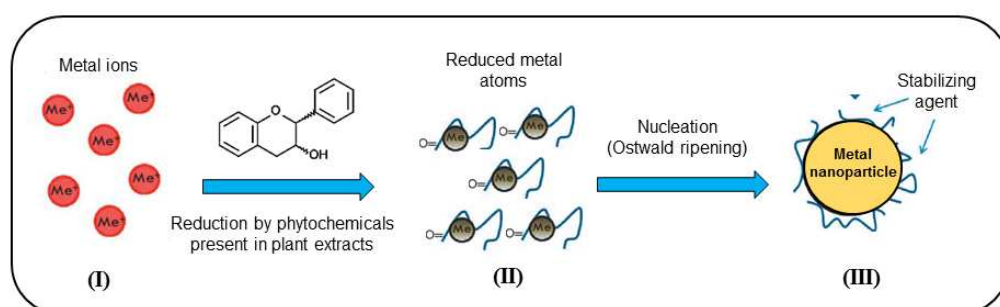 Metal ions
Me⁺
Me⁺
Me⁺
Me⁺
Me⁺
Me⁺
(I)
O
OH
Reduction by phytochemicals
present in plant extracts
Reduced metal
atoms
O= Me
O= Me
O= Me
O= Me
O= Me
(II)
Nucleation
(Ostwald ripening)
Stabilizing
agent
Metal
nanoparticle
(III)